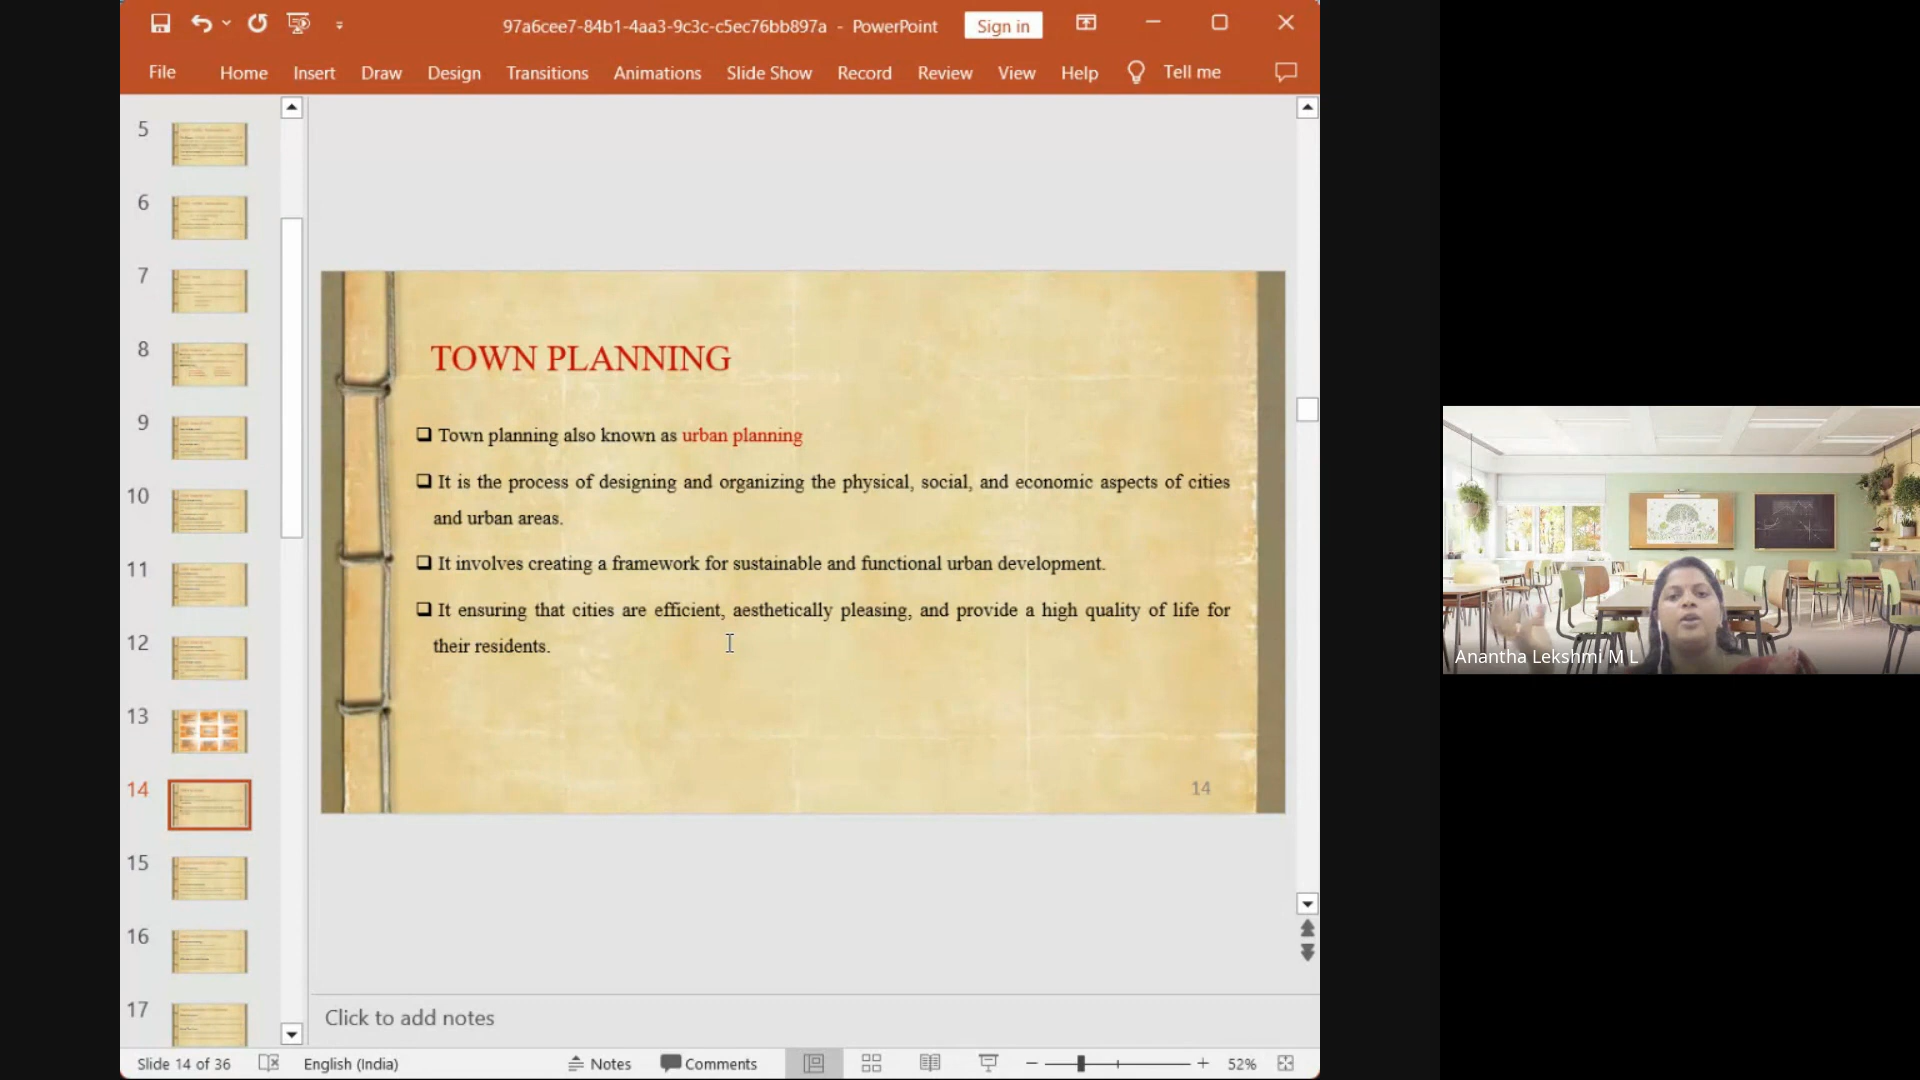 97a6cee7-84b1-4aa3-9c3c-c5ec76bb897a - PowerPoint
Sign in
File Home Insert Draw Design Transitions Animations Slide Show Record Review View Help Tell me
5
6
7
8
9
10
11
12
13
14
15
16
17
TOWN PLANNING
Town planning also known as urban planning
It is the process of designing and organizing the physical, social, and economic aspects of cities
and urban areas.
It involves creating a framework for sustainable and functional urban development.
It ensuring that cities are efficient, aesthetically pleasing, and provide a high quality of life for
their residents.
14
Click to add notes
Slide 14 of 36 English (India) Notes Comments 52%
Anantha Lekshmi M L